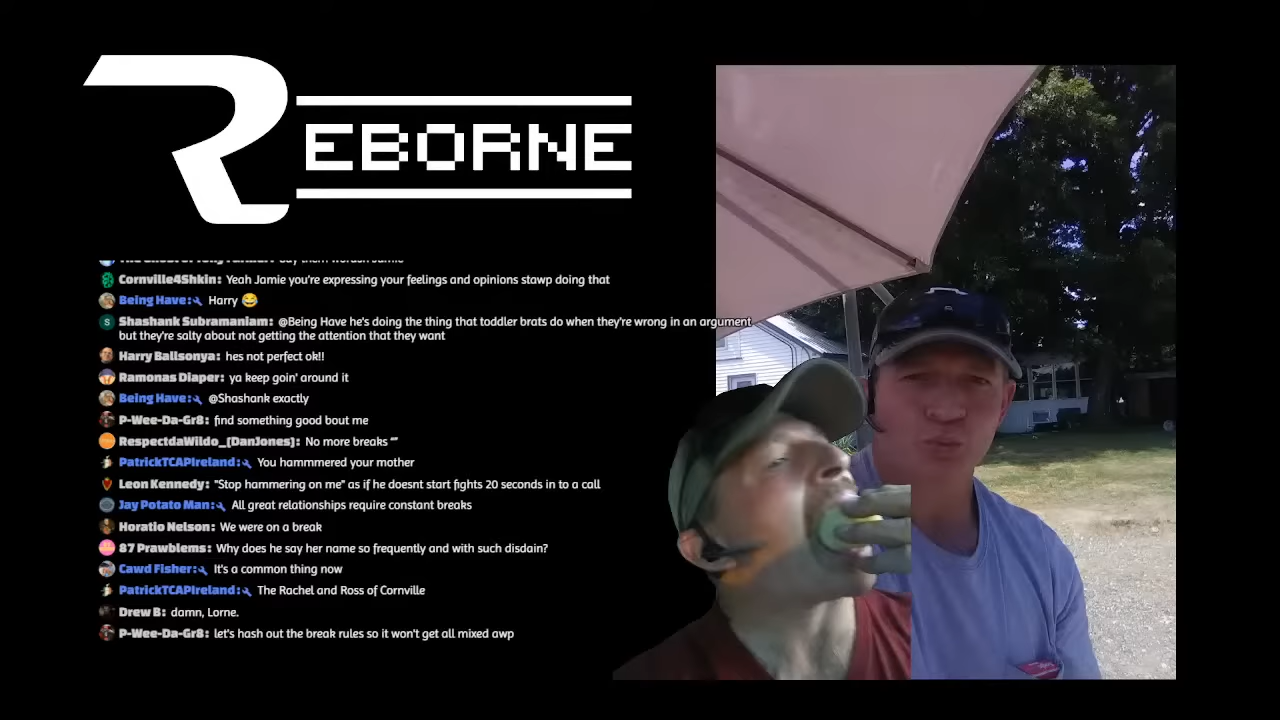 REBORNE
Cornville4Shkin: Yeah Jamie you're expressing your feelings and opinions stawp doing that
Being Have: Harry 😂
S Shashank Subramaniam: @Being Have he's doing the thing that toddler brats do when they're wrong in an argument
but they're salty about not getting the attention that they want
Harry Ballsonya: hes not perfect ok!!
Ramonas Diaper: ya keep goin' around it
Being Have: @Shashank exactly
P-Wee-Da-Gr8: find something good bout me
RespectdaWildo_(DanJones): No more breaks ""
PatrickTCAPIreland: You hammmered your mother
Leon Kennedy: "Stop hammering on me" as if he doesnt start fights 20 seconds in to a call
Jay Potato Man: All great relationships require constant breaks
Horatio Nelson: We were on a break
87 Prawblems: Why does he say her name so frequently and with such disdain?
Cawd Fisher: It's a common thing now
PatrickTCAPIreland: The Rachel and Ross of Cornville
Drew B: damn, Lorne.
P-Wee-Da-Gr8: let's hash out the break rules so it won't get all mixed awp